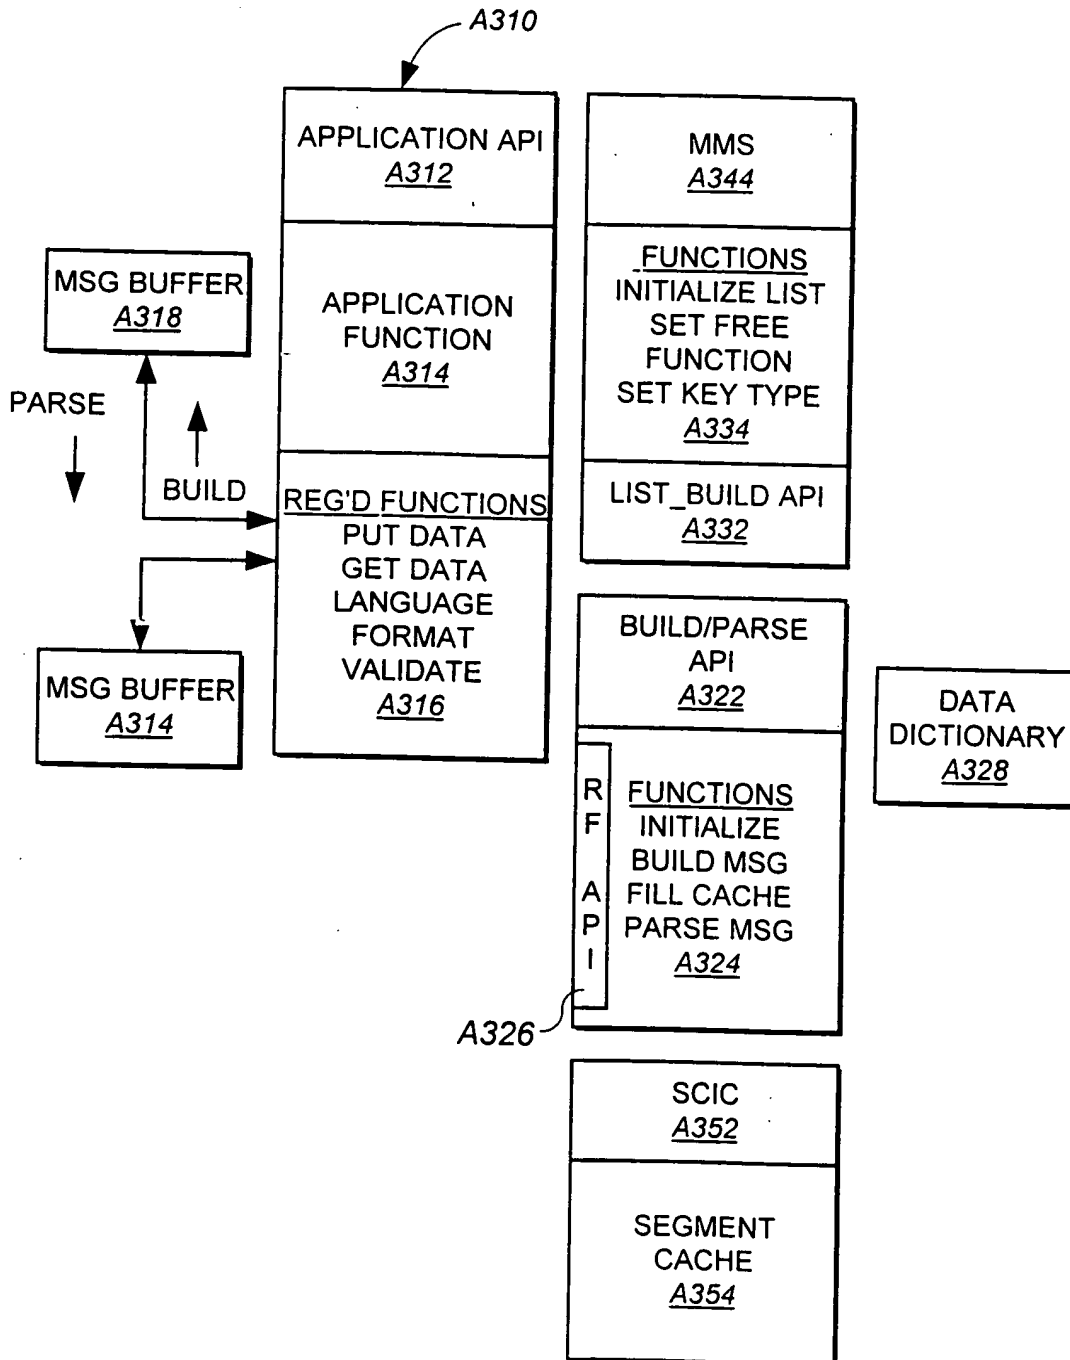 A310
APPLICATION API
A312
APPLICATION
FUNCTION
A314
REG'D FUNCTIONS
PUT DATA
GET DATA
LANGUAGE
FORMAT
VALIDATE
A316
MSG BUFFER
A318
PARSE
BUILD
MSG BUFFER
A314
MMS
A344
FUNCTIONS
INITIALIZE LIST
SET FREE
FUNCTION
SET KEY TYPE
A334
LIST_BUILD API
A332
BUILD/PARSE
API
A322
RF API
FUNCTIONS
INITIALIZE
BUILD MSG
FILL CACHE
PARSE MSG
A324
A326
DATA
DICTIONARY
A328
SCIC
A352
SEGMENT
CACHE
A354